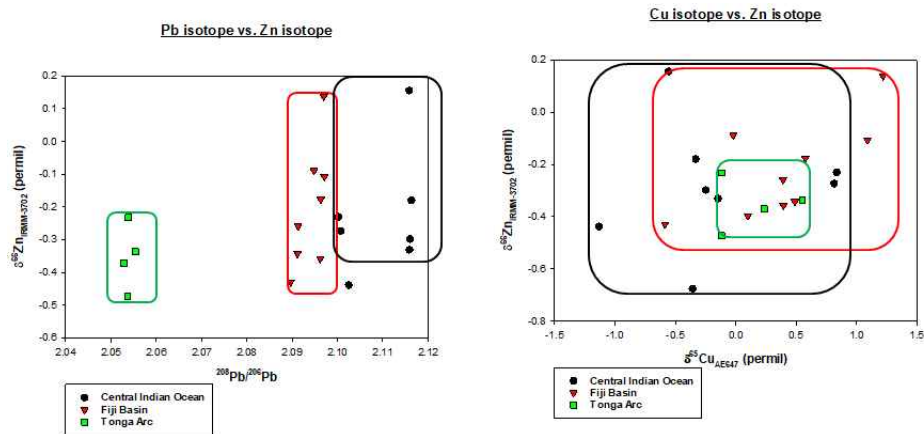 Pb isotope vs. Zn isotope
0.2
0.1
0.0
-0.1
-0.2
-0.3
-0.4
-0.5
-0.6
δ66ZnIRMM-3702 (permil)
2.04 2.05 2.06 2.07 2.08 2.09 2.10 2.11 2.12
208Pb/206Pb
Central Indian Ocean
Fiji Basin
Tonga Arc
Cu isotope vs. Zn isotope
0.2
0.0
-0.2
-0.4
-0.6
-0.8
δ66ZnIRMM-3702 (permil)
-1.5 -1.0 -0.5 0.0 0.5 1.0 1.5
δ65CuAE647 (permil)
Central Indian Ocean
Fiji Basin
Tonga Arc